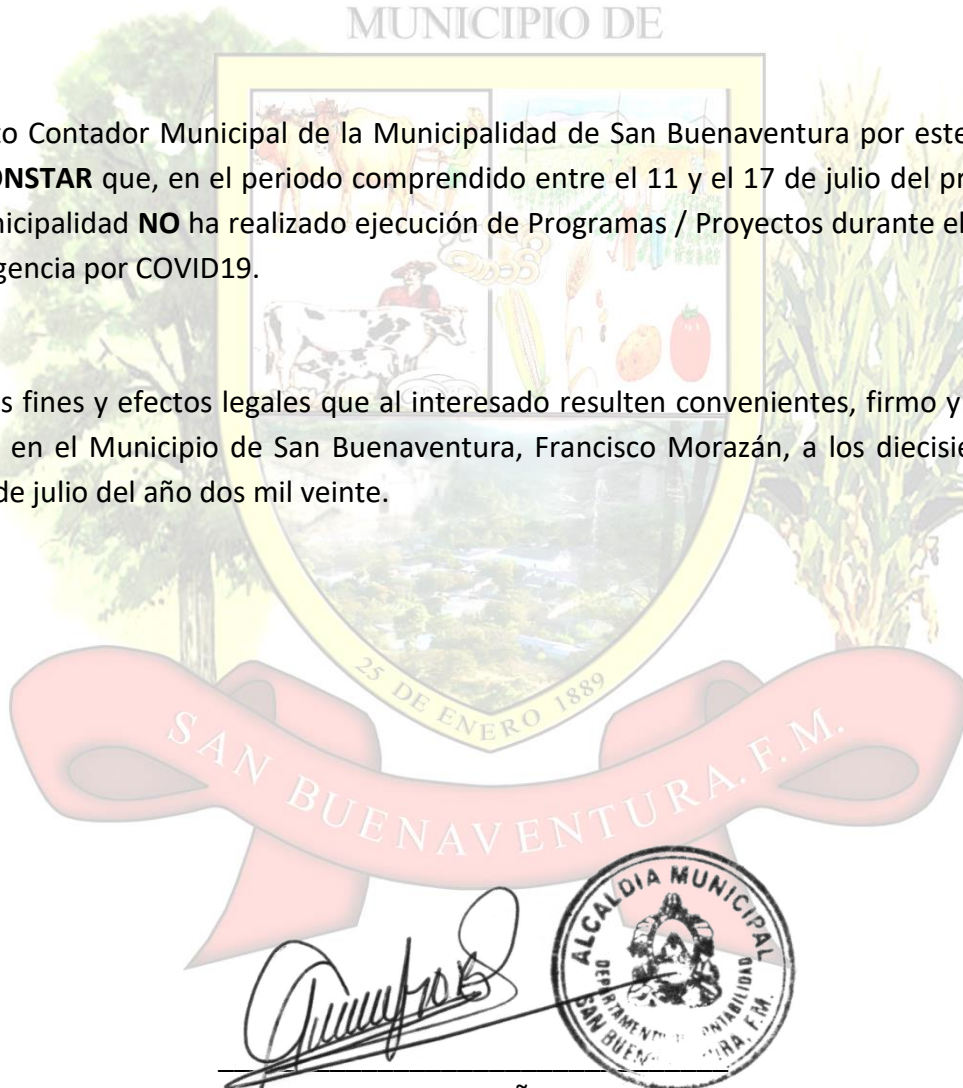 MUNICIPIO DE
to Contador Municipal de la Municipalidad de San Buenaventura por este
ONSTAR que, en el periodo comprendido entre el 11 y el 17 de julio del pr
nicipalidad NO ha realizado ejecución de Programas / Proyectos durante el
gencia por COVID19.
s fines y efectos legales que al interesado resulten convenientes, firmo y
en el Municipio de San Buenaventura, Francisco Morazán, a los diecisie
de julio del año dos mil veinte.
25 DE ENERO 1889
SAN BUENAVENTURA. F. M.
ALCALDIA MUNICIPAL
SAN F.M.